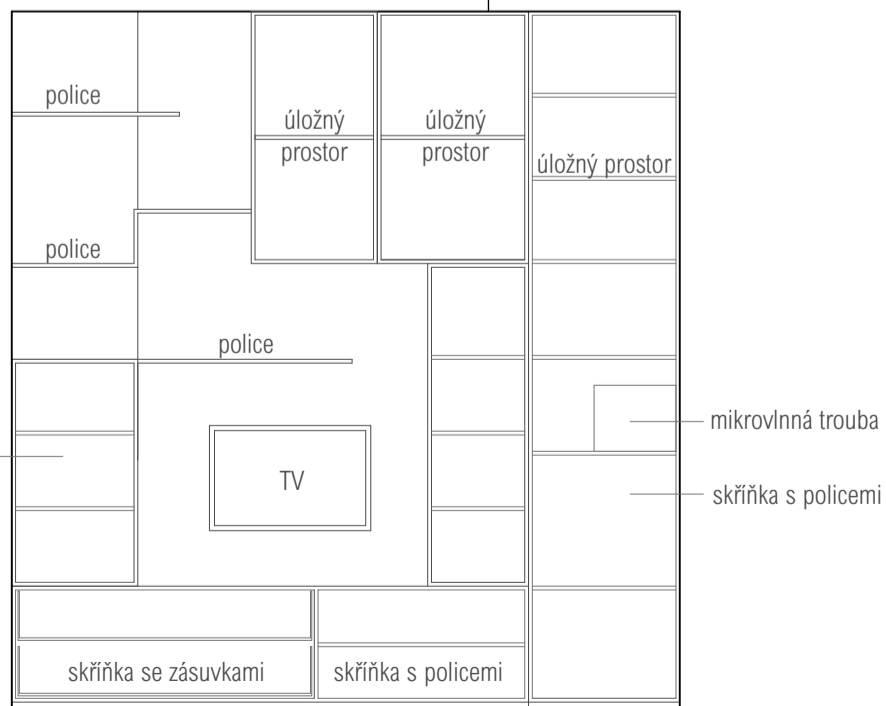 police
úložný
prostor
úložný
prostor
úložný prostor
police
police
mikrovlnná trouba
TV
skříňka s policemi
skříňka se zásuvkami
skříňka s policemi